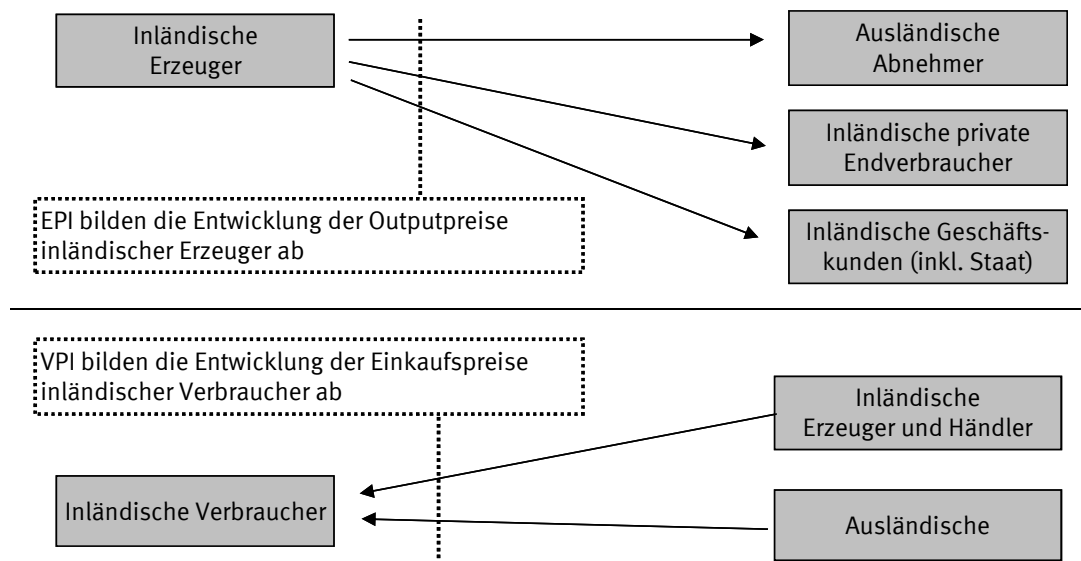 Inländische
Erzeuger
Ausländische
Abnehmer
Inländische private
Endverbraucher
EPI bilden die Entwicklung der Outputpreise
inländischer Erzeuger ab
Inländische Geschäfts-
kunden (inkl. Staat)
VPI bilden die Entwicklung der Einkaufspreise
inländischer Verbraucher ab
Inländische
Erzeuger und Händler
Inländische Verbraucher
Ausländische